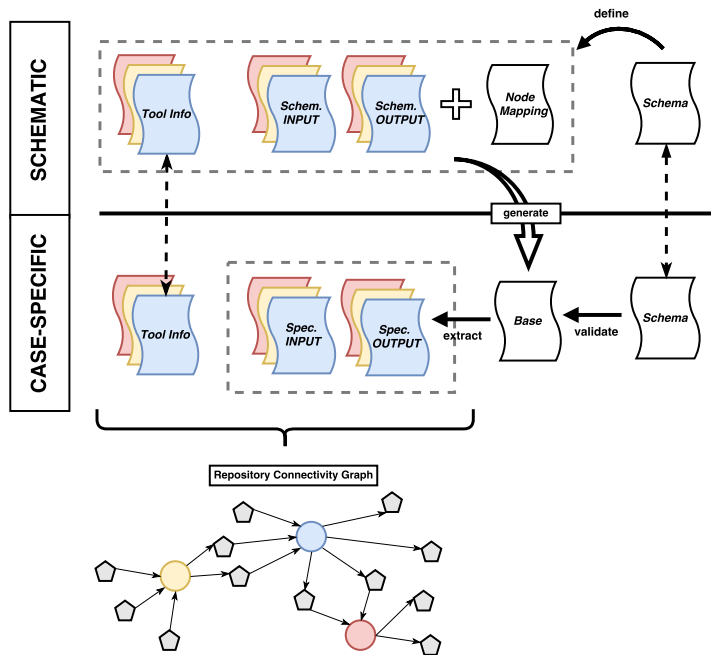 define
SCHEMATIC
Tool Info
Schem.
INPUT
Schem.
OUTPUT
Node
Mapping
Schema
generate
CASE-SPECIFIC
Tool Info
Spec.
INPUT
Spec.
OUTPUT
extract
Base
validate
Schema
Repository Connectivity Graph